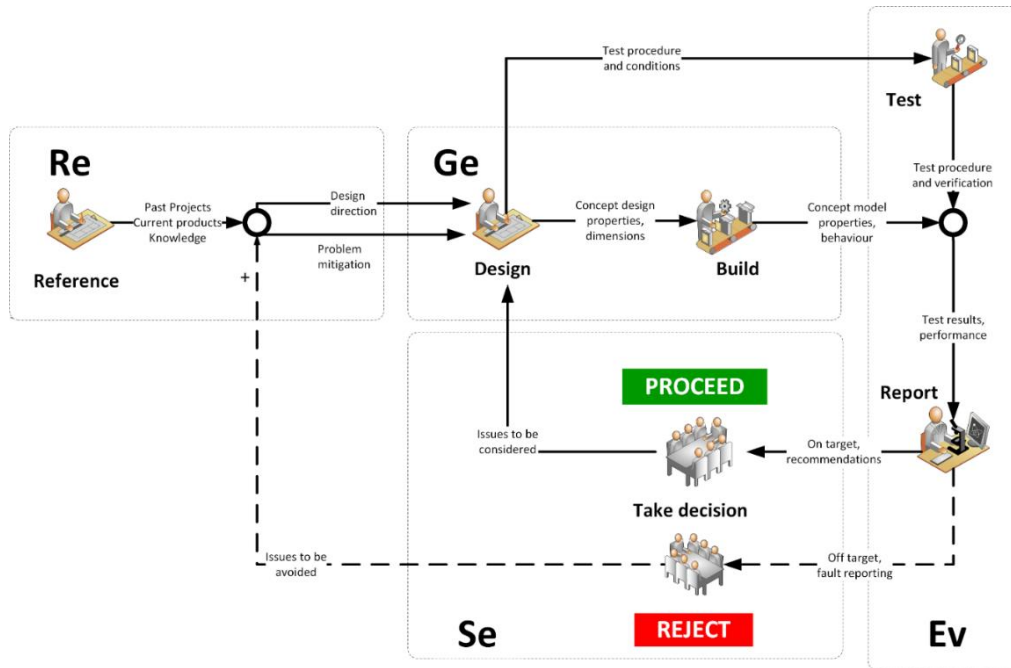 Test procedure
and conditions
Test
Re
Ge
Past Projects
Current products
Knowledge
Design
direction
Problem
mitigation
+
Reference
Concept design
properties,
dimensions
Design
Build
Concept model
properties,
behaviour
Test procedure
and verification
Test results,
performance
Report
PROCEED
Issues to be
considered
On target,
recommendations
Take decision
Issues to be
avoided
Off target,
fault reporting
REJECT
Se
Ev